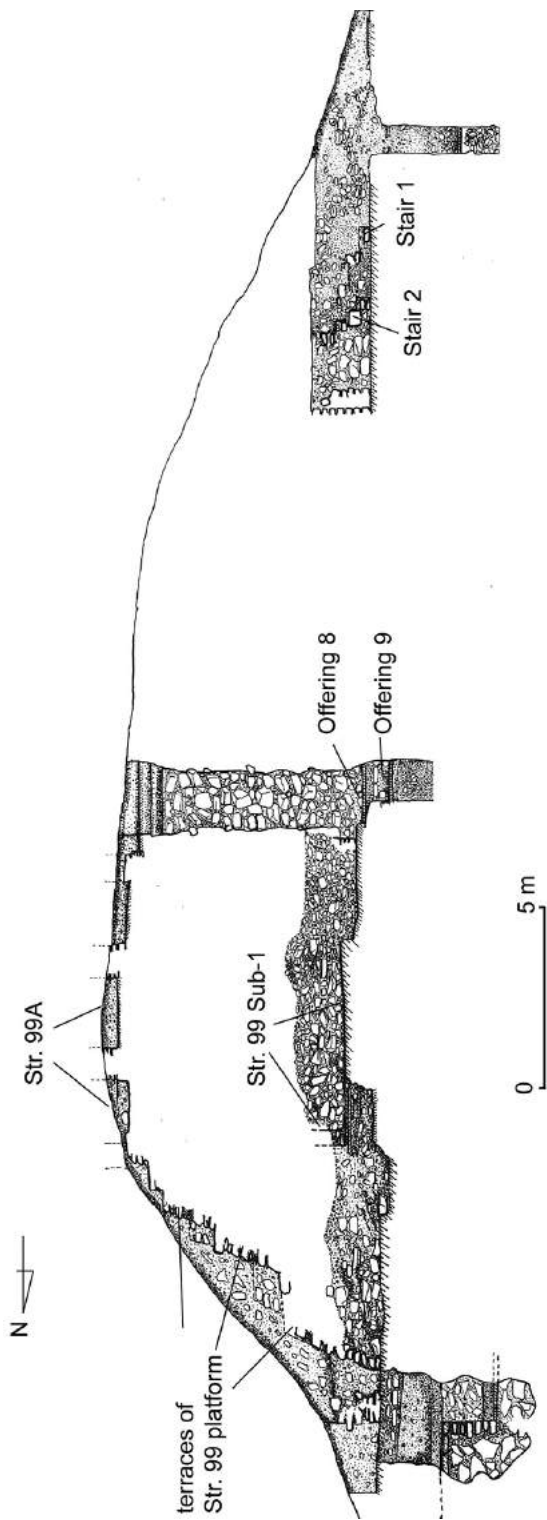 N
terraces of
Str. 99 platform
Str. 99A
Str. 99 Sub-1
Offering 8
Offering 9
Stair 2
Stair 1
0 5 m